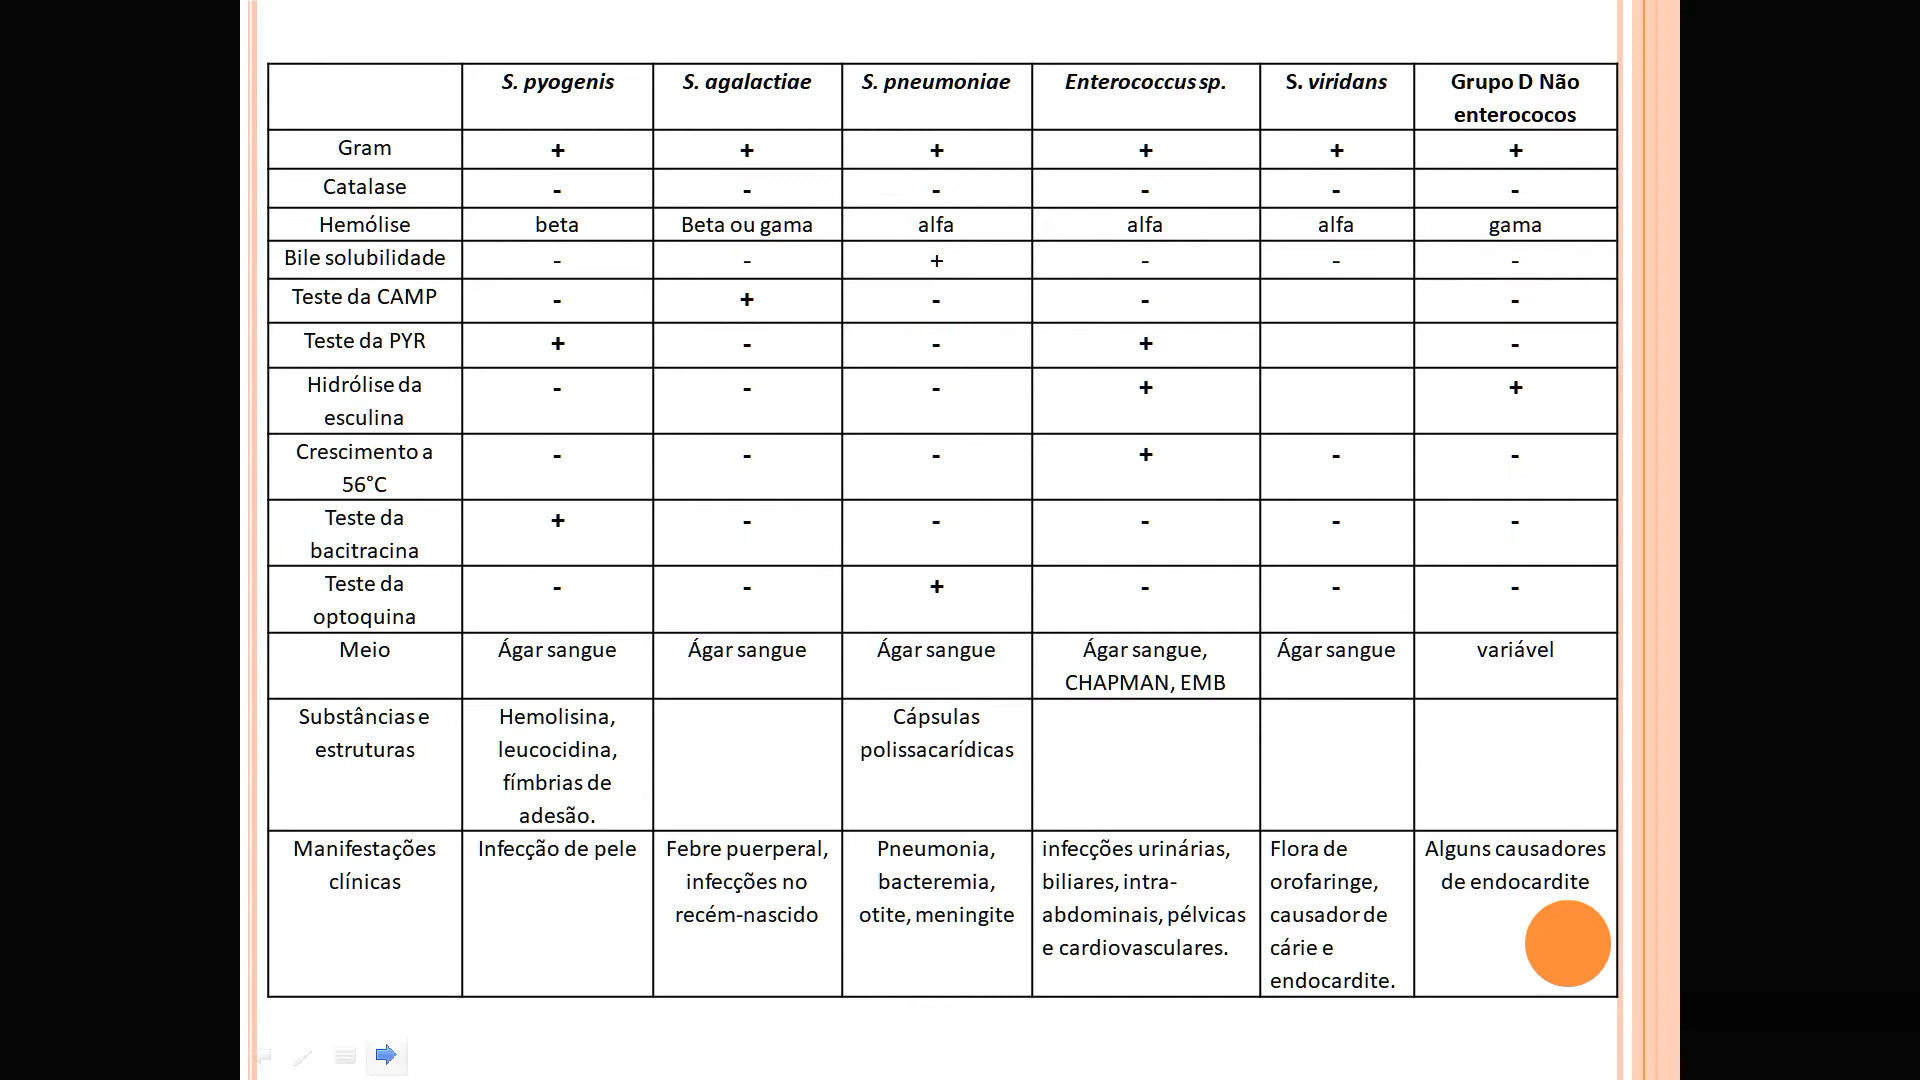 S. pyogenis S. agalactiae S. pneumoniae Enterococcus sp. S. viridans Grupo D Não
enterococos
Gram + + + + + +
Catalase - - - - - -
Hemólise beta Beta ou gama alfa alfa alfa gama
Bile solubilidade - - + - - -
Teste da CAMP - + - - -
Teste da PYR + - - + -
Hidrólise da - - - + +
esculina
Crescimento a - - - + - -
56°C
Teste da + - - - - -
bacitracina
Teste da - - + - - -
optoquina
Meio Ágar sangue Ágar sangue Ágar sangue Ágar sangue, Ágar sangue variável
CHAPMAN, EMB
Substâncias e Hemolisina, Cápsulas
estruturas leucocidina, polissacarídicas
fímbrias de
adesão.
Manifestações Infecção de pele Febre puerperal, Pneumonia, infecções urinárias, Flora de Alguns causadores
clínicas infecções no bacteremia, biliares, intra- orofaringe, de endocardite
recém-nascido otite, meningite abdominais, pélvicas causador de
e cardiovasculares. cárie e
endocardite.